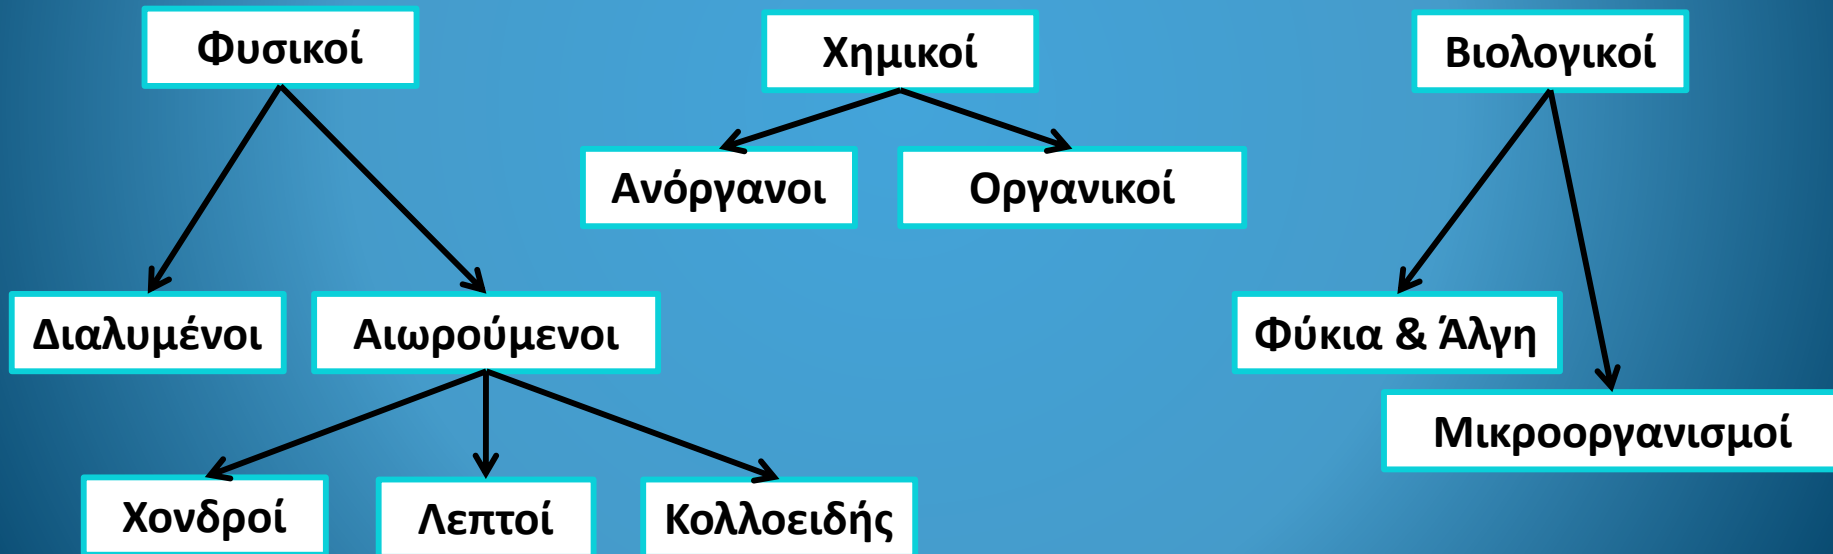 Φυσικοί
Χημικοί
Βιολογικοί
Ανόργανοι
Οργανικοί
Διαλυμένοι
Αιωρούμενοι
Φύκια & Άλγη
Μικροοργανισμοί
Χονδροί
Λεπτοί
Κολλοειδής